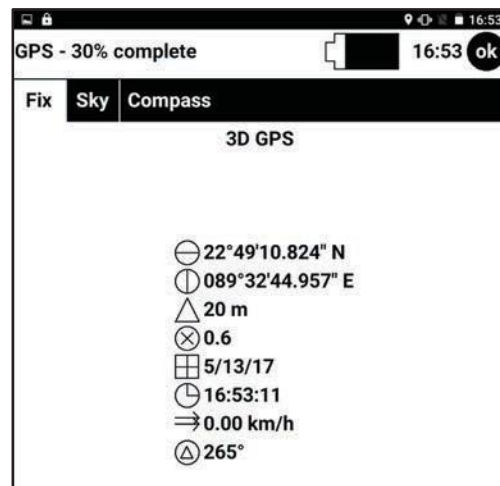 16:53
GPS - 30% complete 16:53 ok
Fix Sky Compass
3D GPS
22°49'10.824" N
089°32'44.957" E
20 m
0.6
5/13/17
16:53:11
0.00 km/h
265°